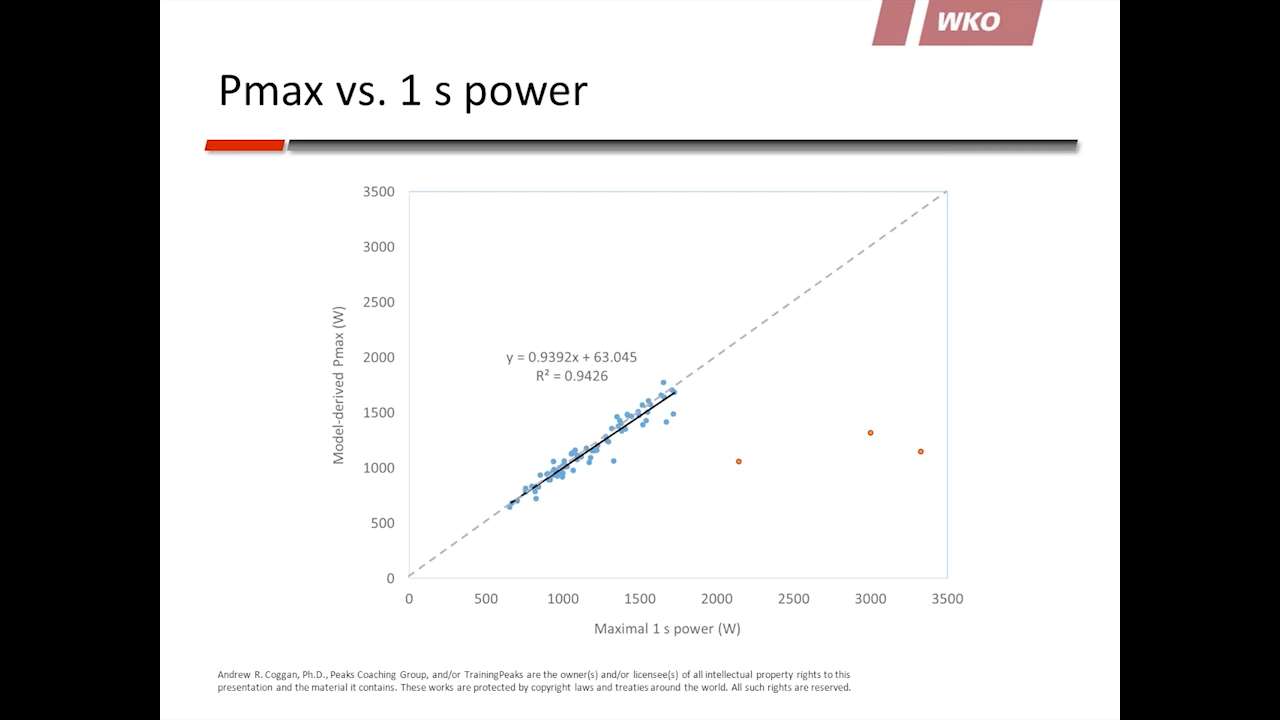 WKO
Pmax vs. 1 s power
3500
3000
2500
2000
1500
1000
500
0
Model-derived Pmax (W)
y = 0.9392x + 63.045
R² = 0.9426
0 500 1000 1500 2000 2500 3000 3500
Maximal 1 s power (W)
Andrew R. Coggan, Ph.D., Peaks Coaching Group, and/or TrainingPeaks are the owner(s) and/or licensee(s) of all intellectual property rights to this
presentation and the material it contains. These works are protected by copyright laws and treaties around the world. All such rights are reserved.